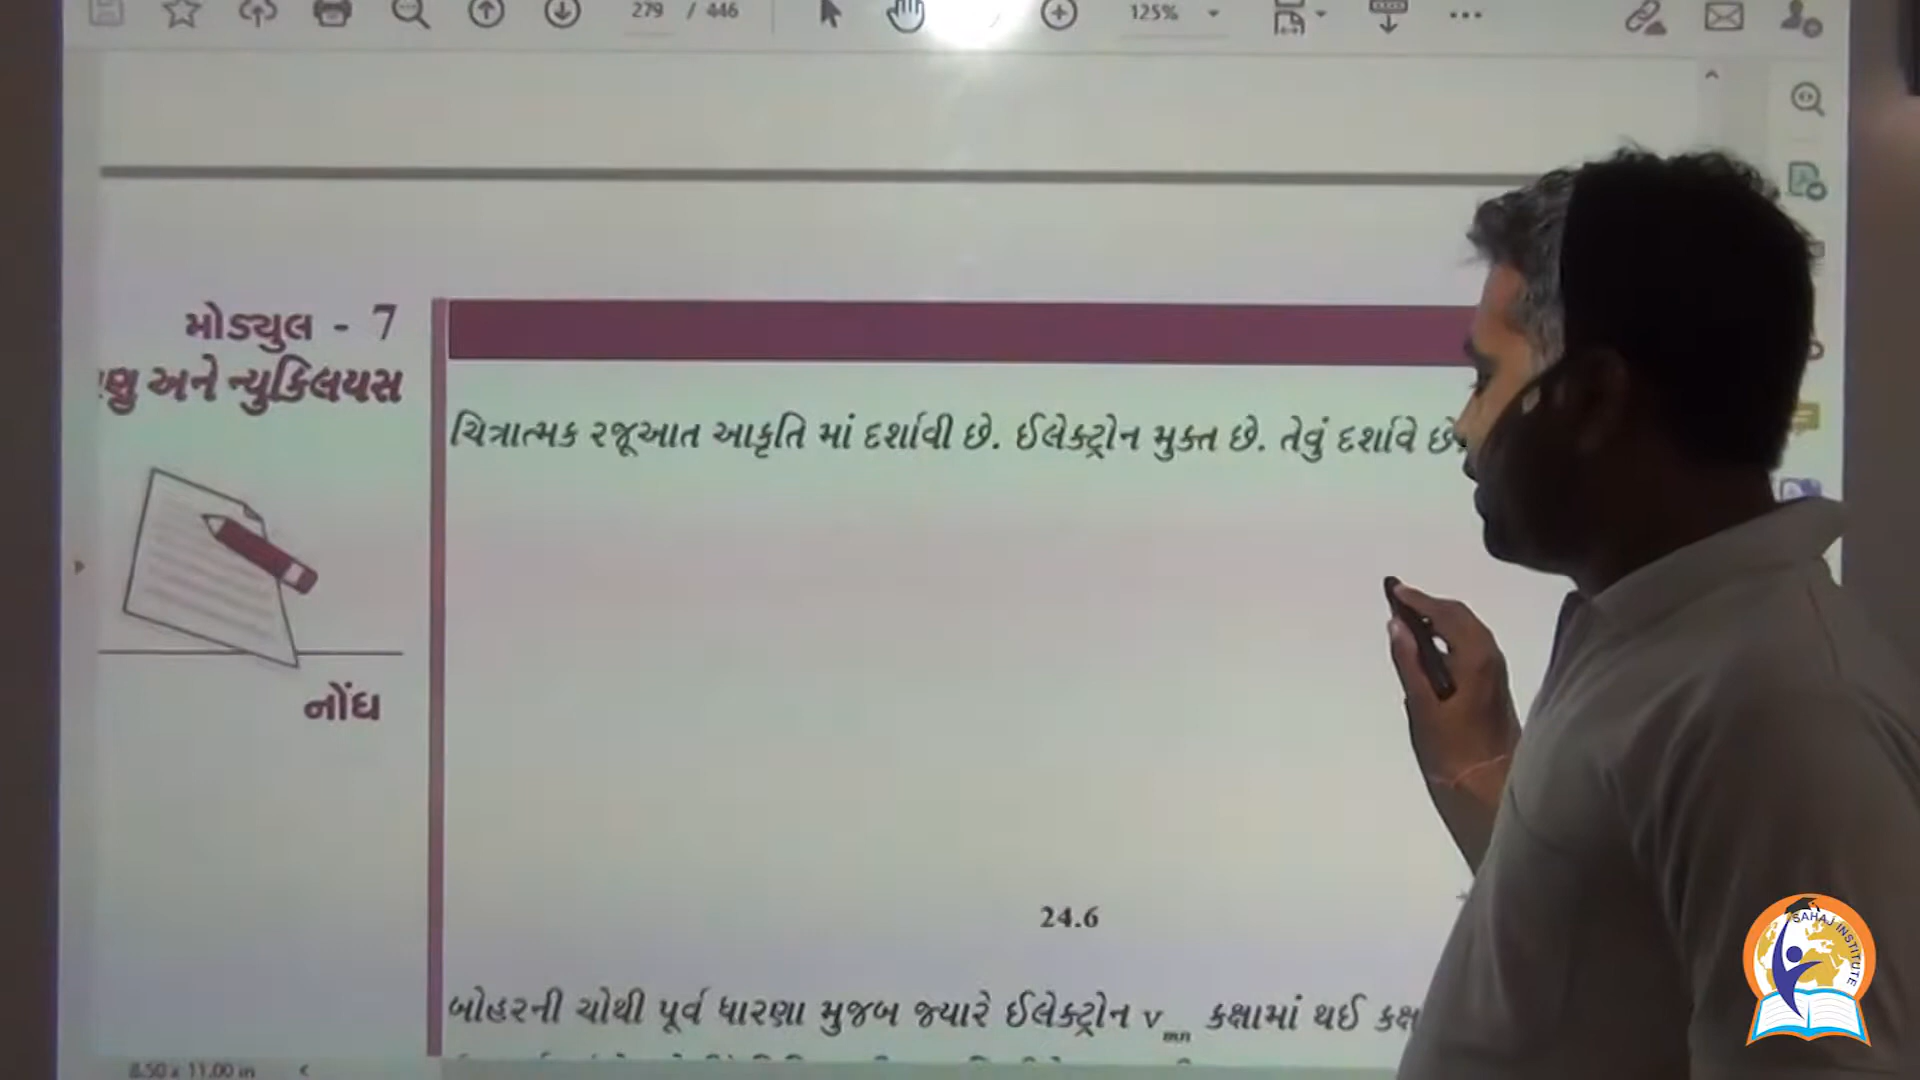 279 / 446
125%
મોડ્યુલ - 7
અને ન્યુક્લિયસ
ચિત્રાત્મક રજૂઆત આકૃતિ માં દર્શાવી છે. ઈલેક્ટ્રોન મુક્ત છે. તેવું દર્શાવે છે
નોંધ
24.6
બોહરની ચોથી પૂર્વ ધારણા મુજબ જ્યારે ઈલેક્ટ્રોન vmn કક્ષામાં થઈ
8.50 x 11.00 in
SAHAJ INSTITUTE